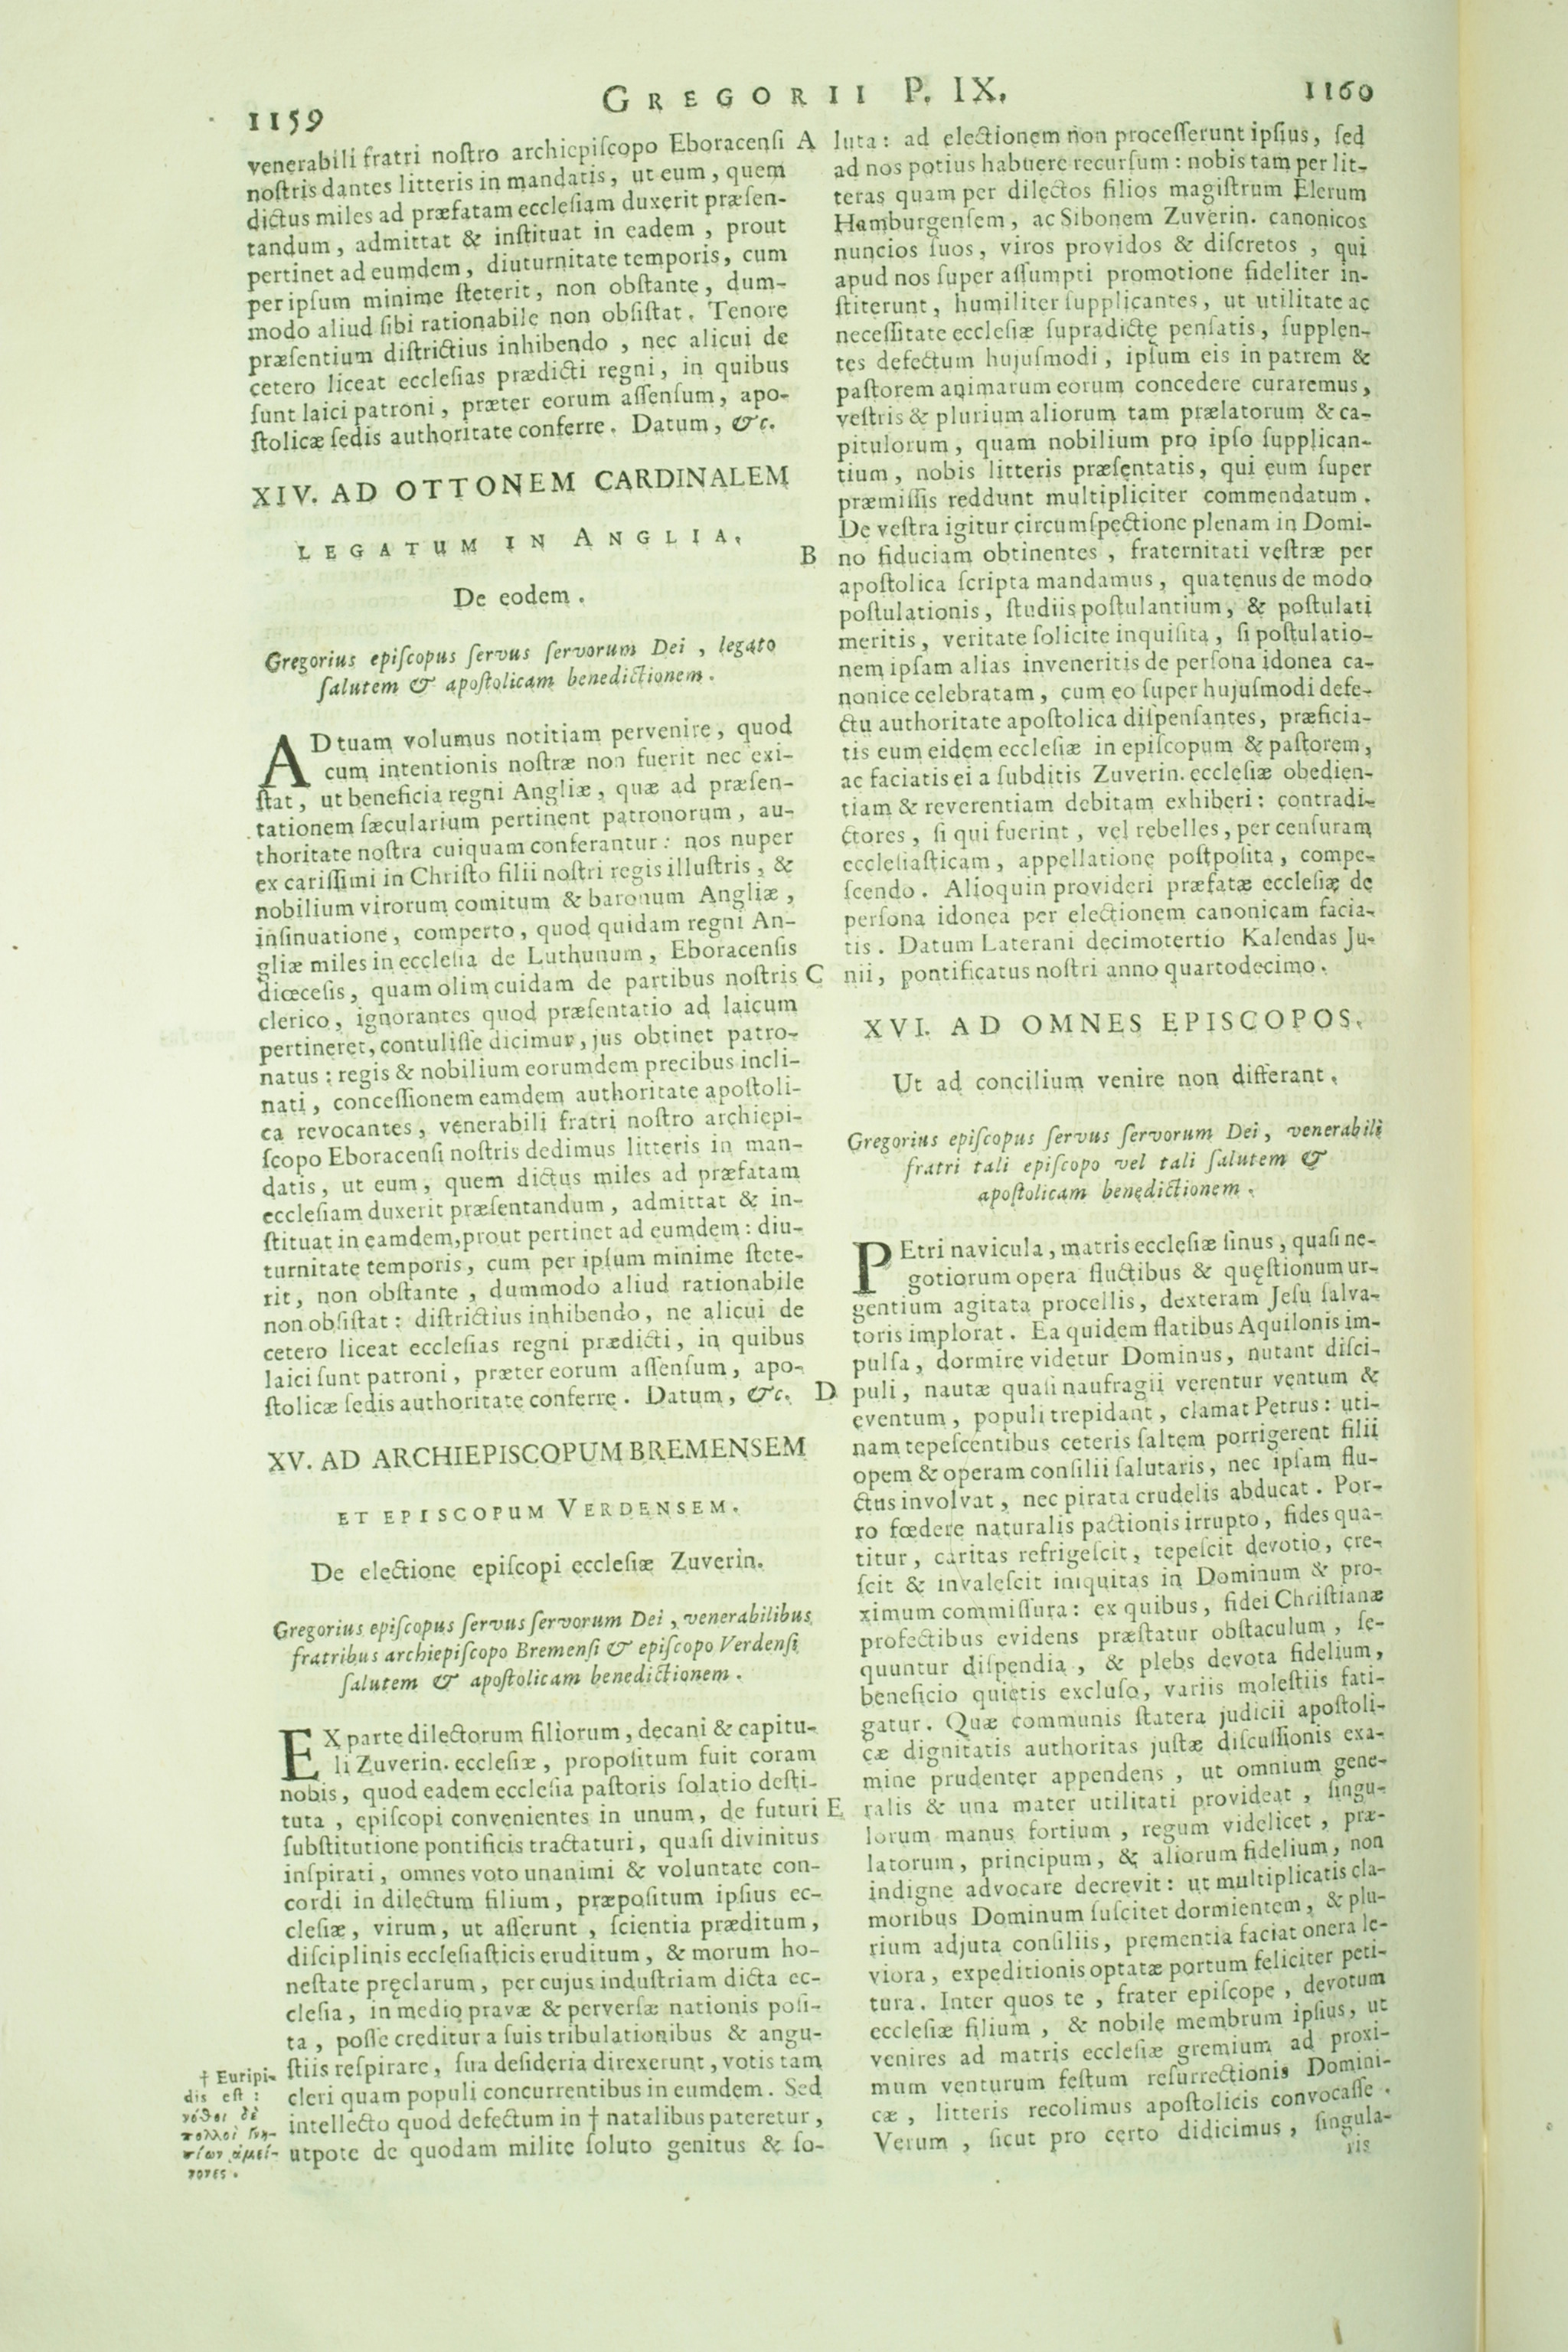 1159
GREGORII P. IX.
1160
venerabili fratri nostro archiepiscopo Eboracensi
nostris dantes litteris in mandatis, ut eum, quem
dictus miles ad præfatam ecclesiam duxerit præsen-
tandum, admittat & instituat in eadem, prout
pertinet ad eumdem, diuturnitate temporis, cum
per ipsum minime steterit, non obstante, dum-
modo aliud sibi rationabile non obsistat. Tenore
præsentium districtius inhibendo, nec alicui de
cetero liceat ecclesias prædicti regni, in quibus
sunt laici patroni, præter eorum assensum, apo-
stolicæ sedis authoritate conferre. Datum, &c.
XIV. AD OTTONEM CARDINALEM
LEGATUM IN ANGLIA.
De eodem.
Gregorius episcopus servus servorum Dei, legato
salutem & apostolicam benedictionem.
AD tuam volumus notitiam pervenire, quod
cum intentionis nostræ non fuerit nec exi-
stat, ut beneficia regni Angliæ, quæ ad præsen-
tationem sæcularium pertinent patronorum, au-
thoritate nostra cuiquam conferantur: nos nuper
ex carissimi in Christo filii nostri regis illustris, &
nobilium virorum comitum & baronum Angliæ,
insinuatione, comperto, quod quidam regni An-
gliæ miles in ecclesia de Luthunum, Eboracensis
diœcesis, quam olim cuidam de partibus nostris
clerico, ignorantes quod præsentatio ad laicum
pertineret, contulisse dicimur, jus obtinet patro-
natus: regis & nobilium eorumdem precibus incli-
nati, concessionem eamdem authoritate apostoli-
ca revocantes, venerabili fratri nostro archiepi-
scopo Eboracensi nostris dedimus litteris in man-
datis, ut eum, quem dictus miles ad præfatam
ecclesiam duxerit præsentandum, admittat & in-
stituat in eamdem, prout pertinet ad eumdem: diu-
turnitate temporis, cum per ipsum minime stete-
rit, non obstante, dummodo aliud rationabile
non obsistat: districtius inhibendo, ne alicui de
cetero liceat ecclesias regni prædicti, in quibus
laici sunt patroni, præter eorum assensum, apo-
stolicæ sedis authoritate conferre. Datum, &c.
XV. AD ARCHIEPISCOPUM BREMENSEM
ET EPISCOPUM VERDENSEM.
De electione episcopi ecclesiæ Zuverin.
Gregorius episcopus servus servorum Dei, venerabilibus
fratribus archiepiscopo Bremensi & episcopo Verdensi
salutem & apostolicam benedictionem.
EX parte dilectorum filiorum, decani & capitu-
li Zuverin. ecclesiæ, propositum fuit coram
nobis, quod eadem ecclesia pastoris solatio desti-
tuta, episcopi convenientes in unum, de futuri
substitutione pontificis tractaturi, quasi divinitus
inspirati, omnes voto unanimi & voluntate con-
cordi in dilectum filium, præpositum ipsius ec-
clesiæ, virum, ut asserunt, scientia præditum,
disciplinis ecclesiasticis eruditum, & morum ho-
nestate pręclarum, per cujus industriam dicta ec-
clesia, in medio pravæ & perversæ nationis posi-
ta, posse creditur a suis tribulationibus & angu-
stiis respirare, sua desideria direxerunt, votis tam
cleri quam populi concurrentibus in eumdem. Sed
intellecto quod defectum in † natalibus pateretur,
utpote de quodam milite soluto genitus & so-
† Euripi-
dis est:
νόθοι δὲ
πολλοὶ γνη-
σίων ἀμεί-
νονες.
A
B
C
D
E
luta: ad electionem non processerunt ipsius, sed
ad nos potius habuere recursum: nobis tam per lit-
teras quam per dilectos filios magistrum Elerum
Hamburgensem, ac Sibonem Zuverin. canonicos
nuncios suos, viros providos & discretos, qui
apud nos super assumpti promotione fideliter in-
stiterunt, humiliter supplicantes, ut utilitate ac
necessitate ecclesiæ supradictę pensatis, supplen-
tes defectum hujusmodi, ipsum eis in patrem &
pastorem animarum eorum concedere curaremus,
vestris & plurium aliorum tam prælatorum & ca-
pitulorum, quam nobilium pro ipso supplican-
tium, nobis litteris præsentatis, qui eum super
præmissis reddunt multipliciter commendatum.
De vestra igitur circumspectione plenam in Domi-
no fiduciam obtinentes, fraternitati vestræ per
apostolica scripta mandamus, quatenus de modo
postulationis, studiis postulantium, & postulati
meritis, veritate solicite inquisita, si postulatio-
nem ipsam alias inveneritis de persona idonea ca-
nonice celebratam, cum eo super hujusmodi defe-
ctu authoritate apostolica dispensantes, præficia-
tis eum eidem ecclesiæ in episcopum & pastorem,
ac faciatis ei a subditis Zuverin. ecclesiæ obedien-
tiam & reverentiam debitam exhiberi: contradi-
ctores, si qui fuerint, vel rebelles, per censuram
ecclesiasticam, appellatione postposita, compe-
scendo. Alioquin provideri præfatæ ecclesiæ de
persona idonea per electionem canonicam facia-
tis. Datum Laterani decimotertio Kalendas Ju-
nii, pontificatus nostri anno quartodecimo.
XVI. AD OMNES EPISCOPOS.
Ut ad concilium venire non differant.
Gregorius episcopus servus servorum Dei, venerabili
fratri tali episcopo vel tali salutem &
apostolicam benedictionem.
PEtri navicula, matris ecclesiæ sinus, quasi ne-
gotiorum opera fluctibus & quęstionum ur-
gentium agitata procellis, dexteram Jesu salva-
toris implorat. Ea quidem flatibus Aquilonis im-
pulsa, dormire videtur Dominus, nutant disci-
puli, nautæ quasi naufragii verentur ventum &
eventum, populi trepidant, clamat Petrus: uti-
nam tepescentibus ceteris saltem porrigerent filii
opem & operam consilii salutaris, nec ipsam flu-
ctus involvat, nec pirata crudelis abducat. Por-
ro fœdere naturalis pactionis irrupto, fides qua-
titur, caritas refrigescit, tepescit devotio, cre-
scit & invalescit iniquitas in Dominum & pro-
ximum commissura: ex quibus, fidei Christianæ
profectibus evidens præstatur obstaculum, se-
quuntur dispendia, & plebs devota fidelium,
beneficio quietis excluso, variis molestiis fati-
gatur. Quæ communis statera judicii apostoli-
cæ dignitatis authoritas justæ discussionis exa-
mine prudenter appendens, ut omnium gene-
ralis & una mater utilitati provideat, singu-
lorum manus fortium, regum videlicet, præ-
latorum, principum, & aliorum fidelium, non
indigne advocare decrevit: ut multiplicatis cla-
moribus Dominum suscitet dormientem, & plu-
rium adjuta consiliis, prementia faciat onera le-
viora, expeditionis optatæ portum feliciter peti-
tura. Inter quos te, frater episcope, devotum
ecclesiæ filium, & nobile membrum ipsius, ut
venires ad matris ecclesiæ gremium ad proxi-
mum venturum festum resurrectionis Domini-
cæ, litteris recolimus apostolicis convocasse.
Verum, sicut pro certo didicimus, singula-
ris